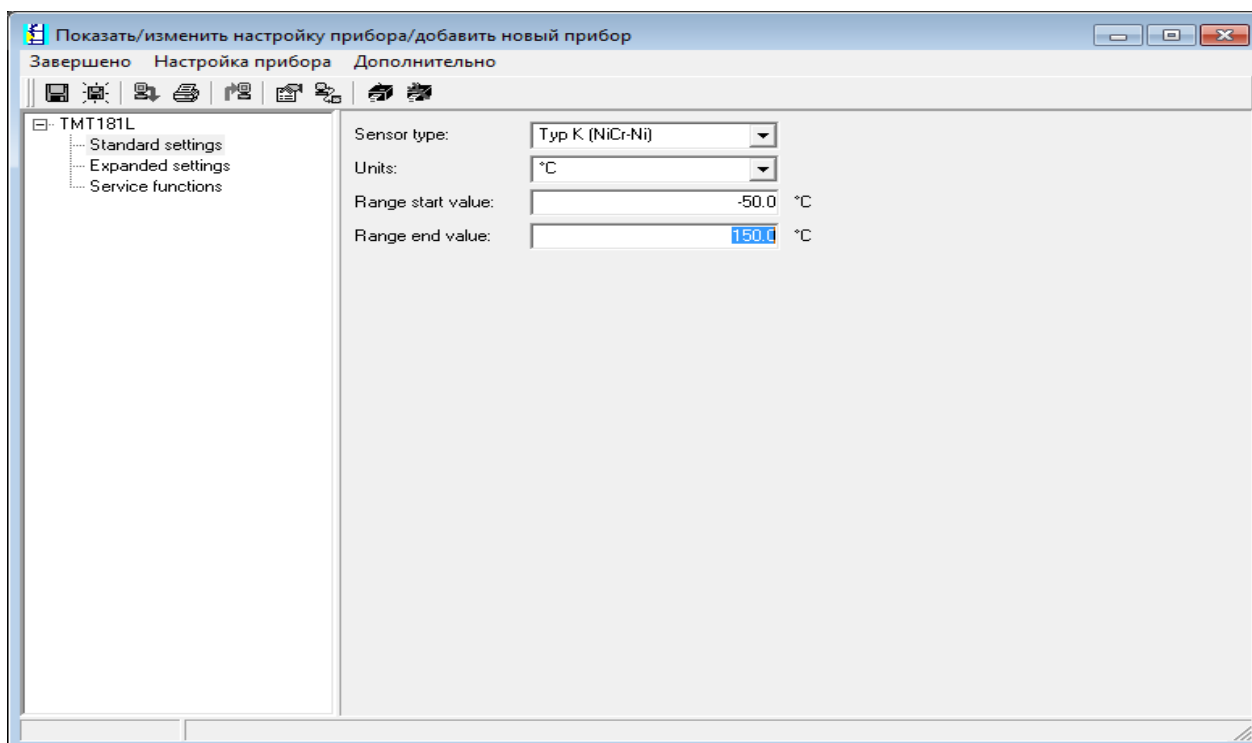 Показать/изменить настройку прибора/добавить новый прибор
Завершено Настройка прибора Дополнительно
TMT181L
Standard settings
Expanded settings
Service functions
Sensor type: Typ K (NiCr-Ni)
Units: °C
Range start value: -50.0 °C
Range end value: 150.0 °C